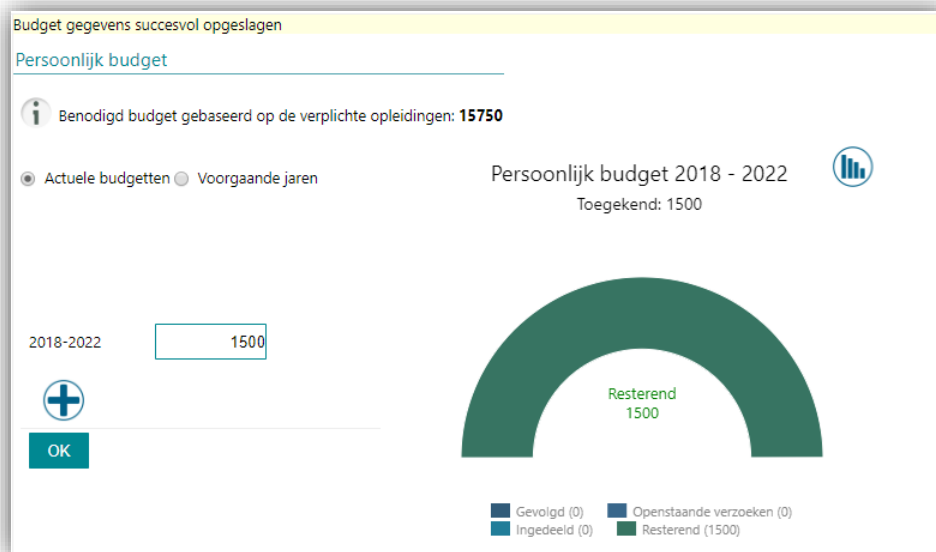 Budget gegevens succesvol opgeslagen
Persoonlijk budget
Benodigd budget gebaseerd op de verplichte opleidingen: 15750
Actuele budgetten Voorgaande jaren
Persoonlijk budget 2018 - 2022
Toegekend: 1500
2018-2022 1500
OK
Resterend
1500
Gevolgd (0) Openstaande verzoeken (0)
Ingedeeld (0) Resterend (1500)